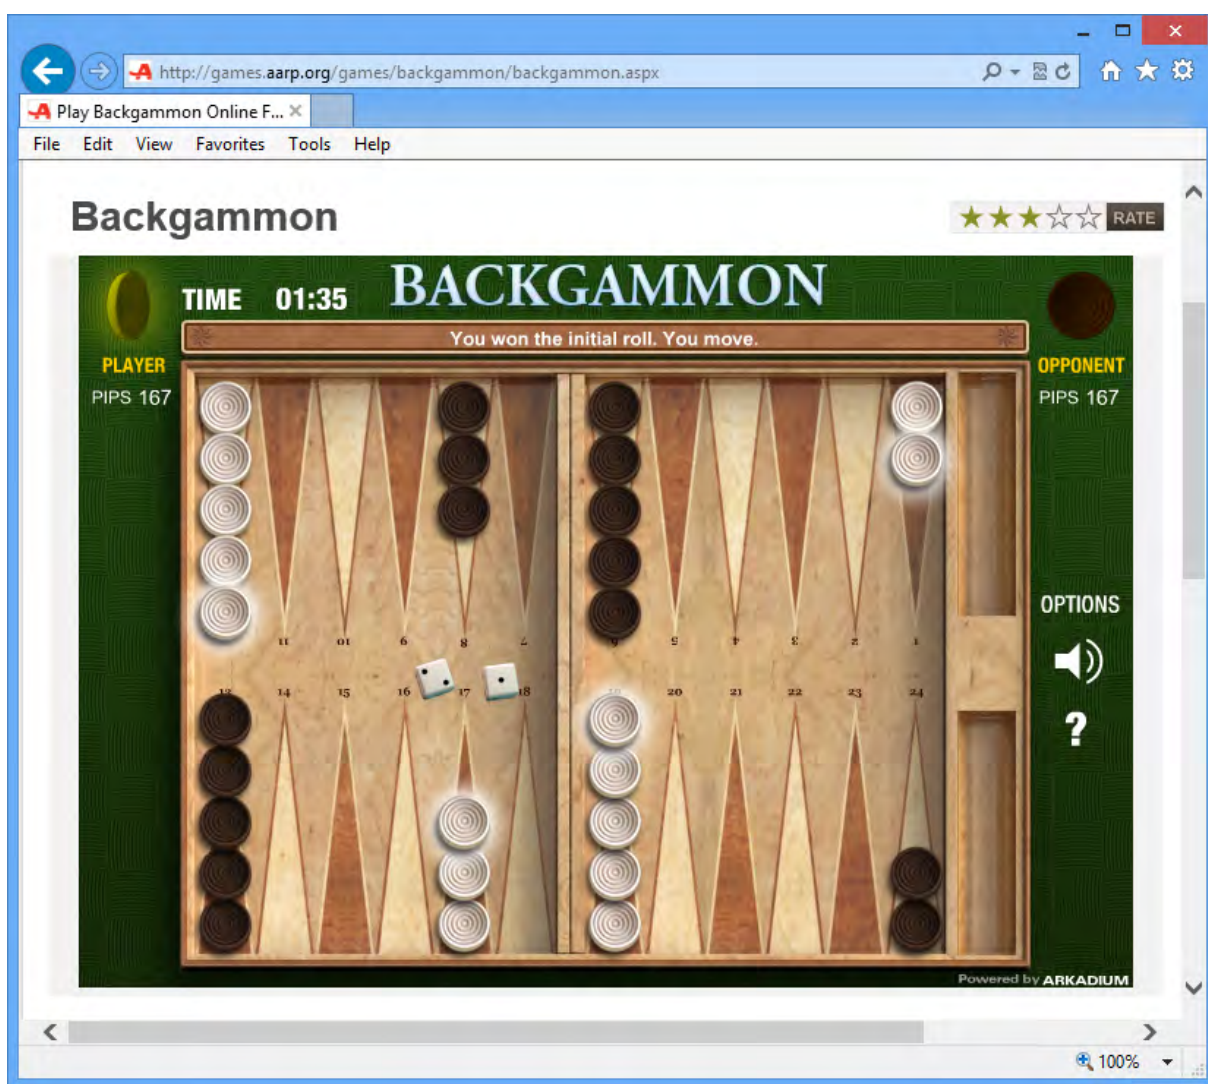 http://games.aarp.org/games/backgammon/backgammon.aspx
Play Backgammon Online F...
File Edit View Favorites Tools Help
Backgammon
RATE
TIME 01:35 BACKGAMMON
You won the initial roll. You move.
PLAYER
OPPONENT
PIPS 167
PIPS 167
OPTIONS
11 10 9 8 7 6 5 4 3 2 1
13 14 15 16 17 18 19 20 21 22 23 24
?
Powered by ARKADIUM
100%